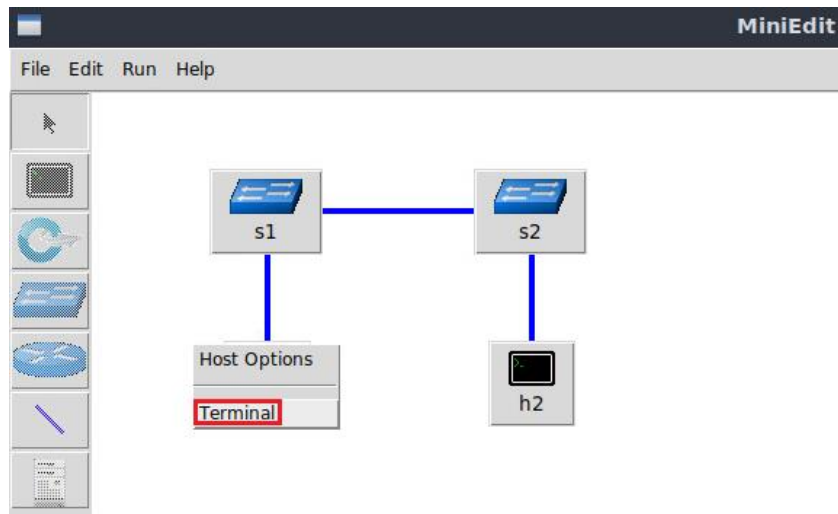 MiniEdit
File Edit Run Help
s1
s2
Host Options
Terminal
h2